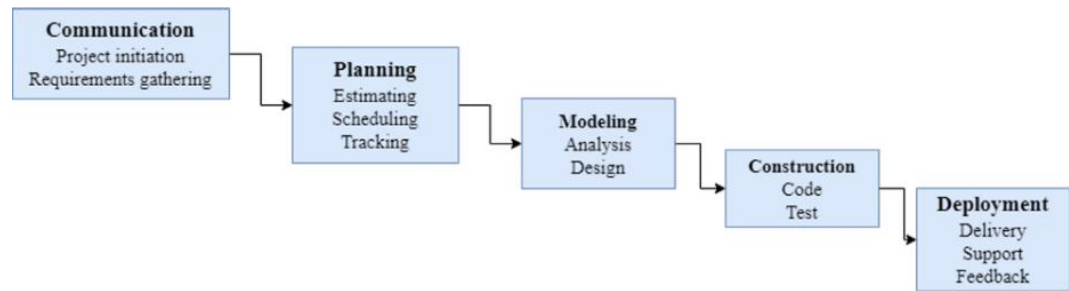 Communication
Project initiation
Requirements gathering
Planning
Estimating
Scheduling
Tracking
Modeling
Analysis
Design
Construction
Code
Test
Deployment
Delivery
Support
Feedback